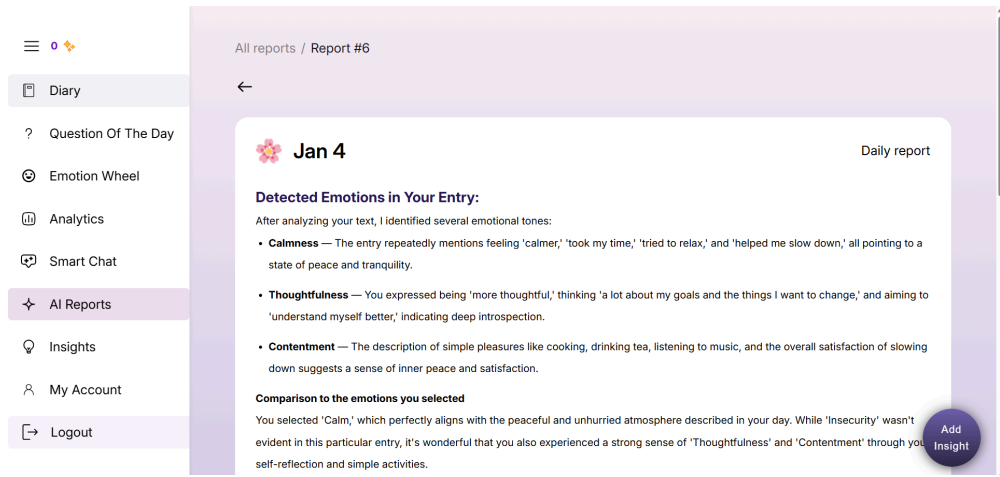 0
Diary
? Question Of The Day
Emotion Wheel
Analytics
Smart Chat
AI Reports
Insights
My Account
Logout
All reports / Report #6
Jan 4
Daily report
Detected Emotions in Your Entry:
After analyzing your text, I identified several emotional tones:
• Calmness — The entry repeatedly mentions feeling 'calmer,' 'took my time,' 'tried to relax,' and 'helped me slow down,' all pointing to a
state of peace and tranquility.
• Thoughtfulness — You expressed being 'more thoughtful,' thinking 'a lot about my goals and the things I want to change,' and aiming to
'understand myself better,' indicating deep introspection.
• Contentment — The description of simple pleasures like cooking, drinking tea, listening to music, and the overall satisfaction of slowing
down suggests a sense of inner peace and satisfaction.
Comparison to the emotions you selected
You selected 'Calm,' which perfectly aligns with the peaceful and unhurried atmosphere described in your day. While 'Insecurity' wasn't
evident in this particular entry, it's wonderful that you also experienced a strong sense of 'Thoughtfulness' and 'Contentment' through
self-reflection and simple activities.
Add
Insight